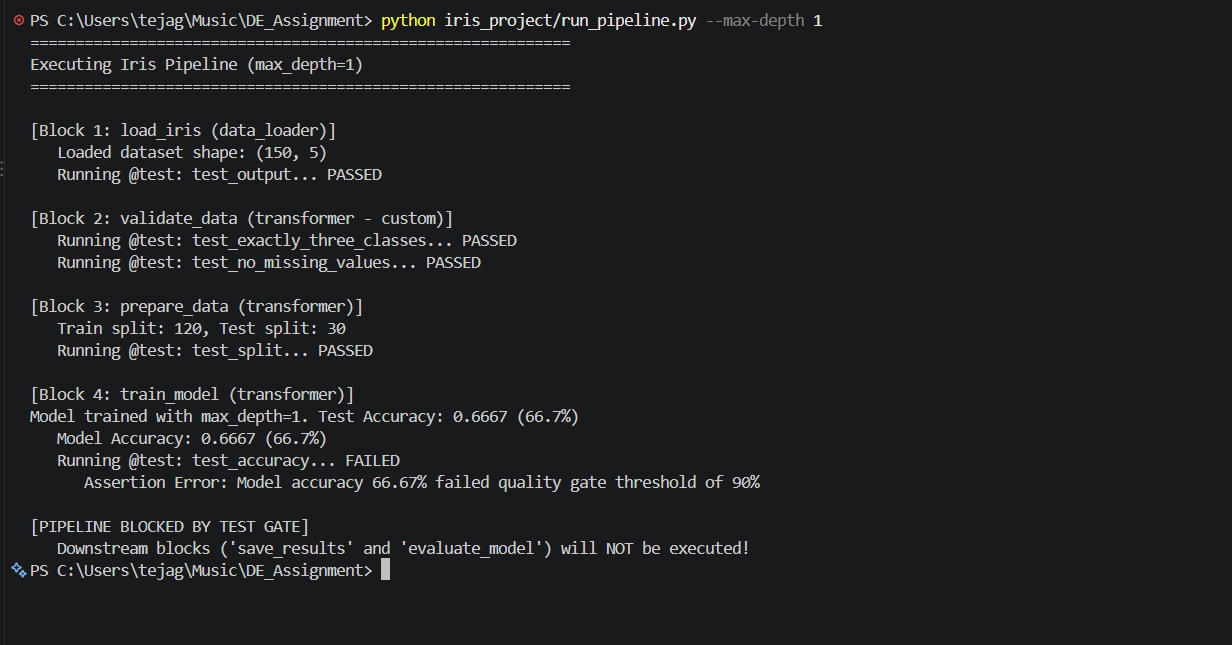 PS C:\Users\tejag\Music\DE_Assignment> python iris_project/run_pipeline.py --max-depth 1
============================================================
Executing Iris Pipeline (max_depth=1)
============================================================
[Block 1: load_iris (data_loader)]
Loaded dataset shape: (150, 5)
Running @test: test_output... PASSED
[Block 2: validate_data (transformer - custom)]
Running @test: test_exactly_three_classes... PASSED
Running @test: test_no_missing_values... PASSED
[Block 3: prepare_data (transformer)]
Train split: 120, Test split: 30
Running @test: test_split... PASSED
[Block 4: train_model (transformer)]
Model trained with max_depth=1. Test Accuracy: 0.6667 (66.7%)
Model Accuracy: 0.6667 (66.7%)
Running @test: test_accuracy... FAILED
Assertion Error: Model accuracy 66.67% failed quality gate threshold of 90%
[PIPELINE BLOCKED BY TEST GATE]
Downstream blocks ('save_results' and 'evaluate_model') will NOT be executed!
PS C:\Users\tejag\Music\DE_Assignment>